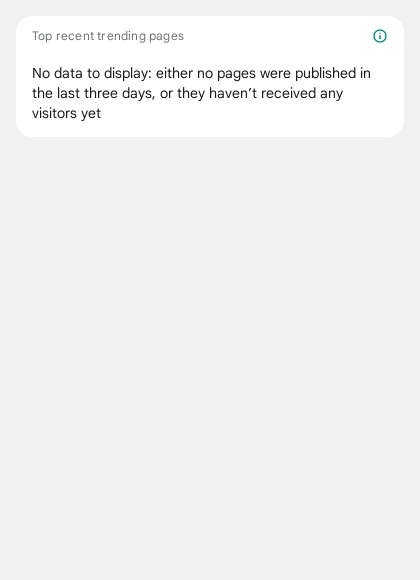 Top recent trending pages
No data to display: either no pages were published in
the last three days, or they haven’t received any
visitors yet